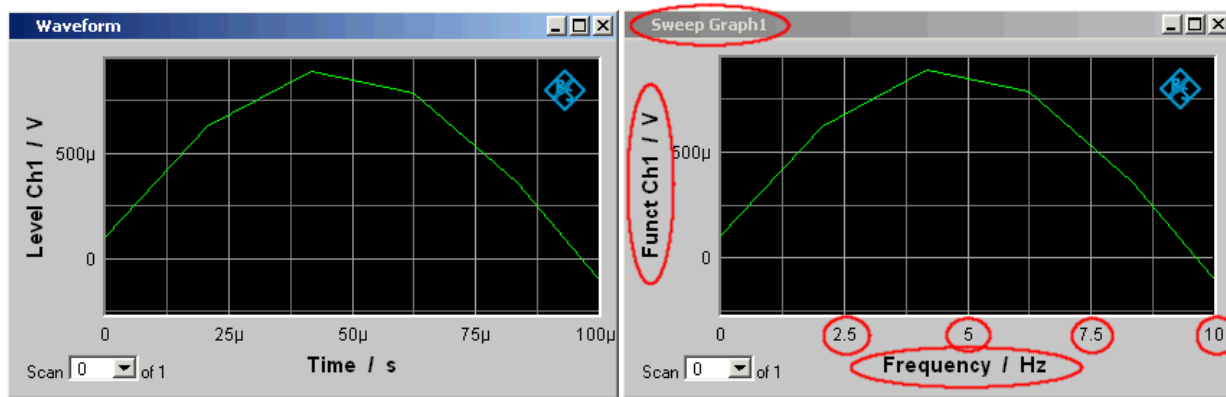 Waveform
Level Ch1 / V
500µ
0
0 25µ 50µ 75µ 100µ
Time / s
Scan 0 of 1
Sweep Graph1
Funct Ch1 / V
500µ
0
0 2.5 5 7.5 10
Frequency / Hz
Scan 0 of 1